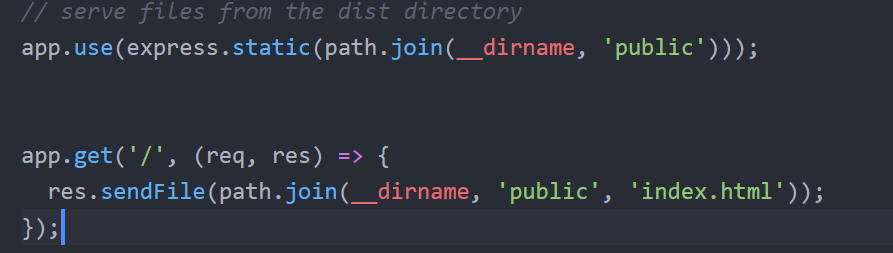 // serve files from the dist directory
app.use(express.static(path.join(__dirname, 'public')));
app.get('/', (req, res) => {
  res.sendFile(path.join(__dirname, 'public', 'index.html'));
});